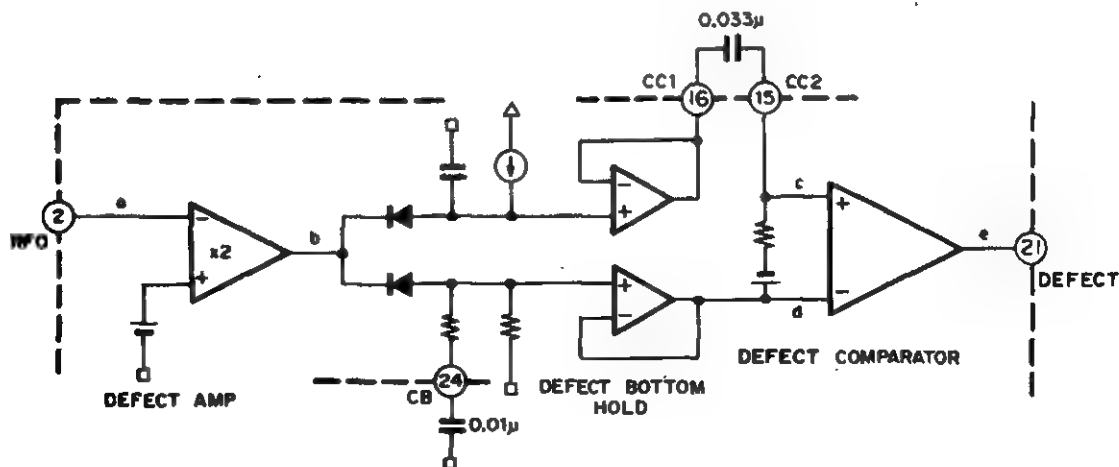 0.033μ
CC1
16
15
CC2
2
a
RFO
-
x2
+
b
-
+
+
-
c
d
+
-
e
21
DEFECT
DEFECT AMP
24
CB
0.01μ
DEFECT BOTTOM
HOLD
DEFECT COMPARATOR